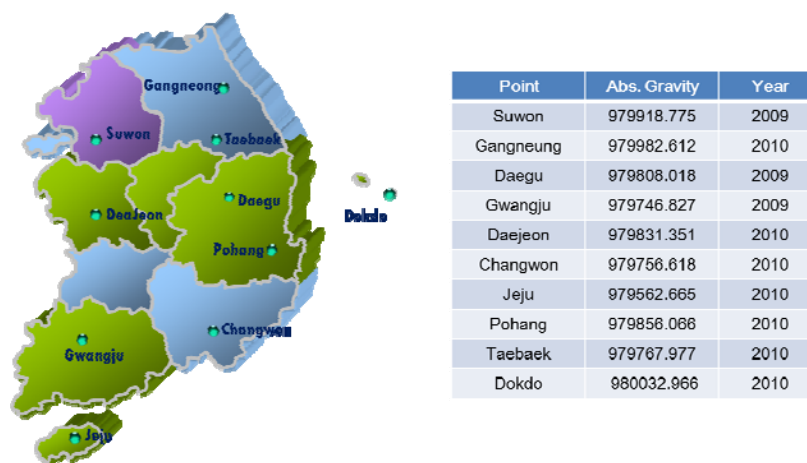 Gangneong
Suwon
Taebaek
Daegu
DeaJeon
Dokdo
Pohang
Changwon
Gwangju
Jeju
Point Abs. Gravity Year
Suwon 979918.775 2009
Gangneung 979982.612 2010
Daegu 979808.018 2009
Gwangju 979746.827 2009
Daejeon 979831.351 2010
Changwon 979756.618 2010
Jeju 979562.665 2010
Pohang 979856.066 2010
Taebaek 979767.977 2010
Dokdo 980032.966 2010